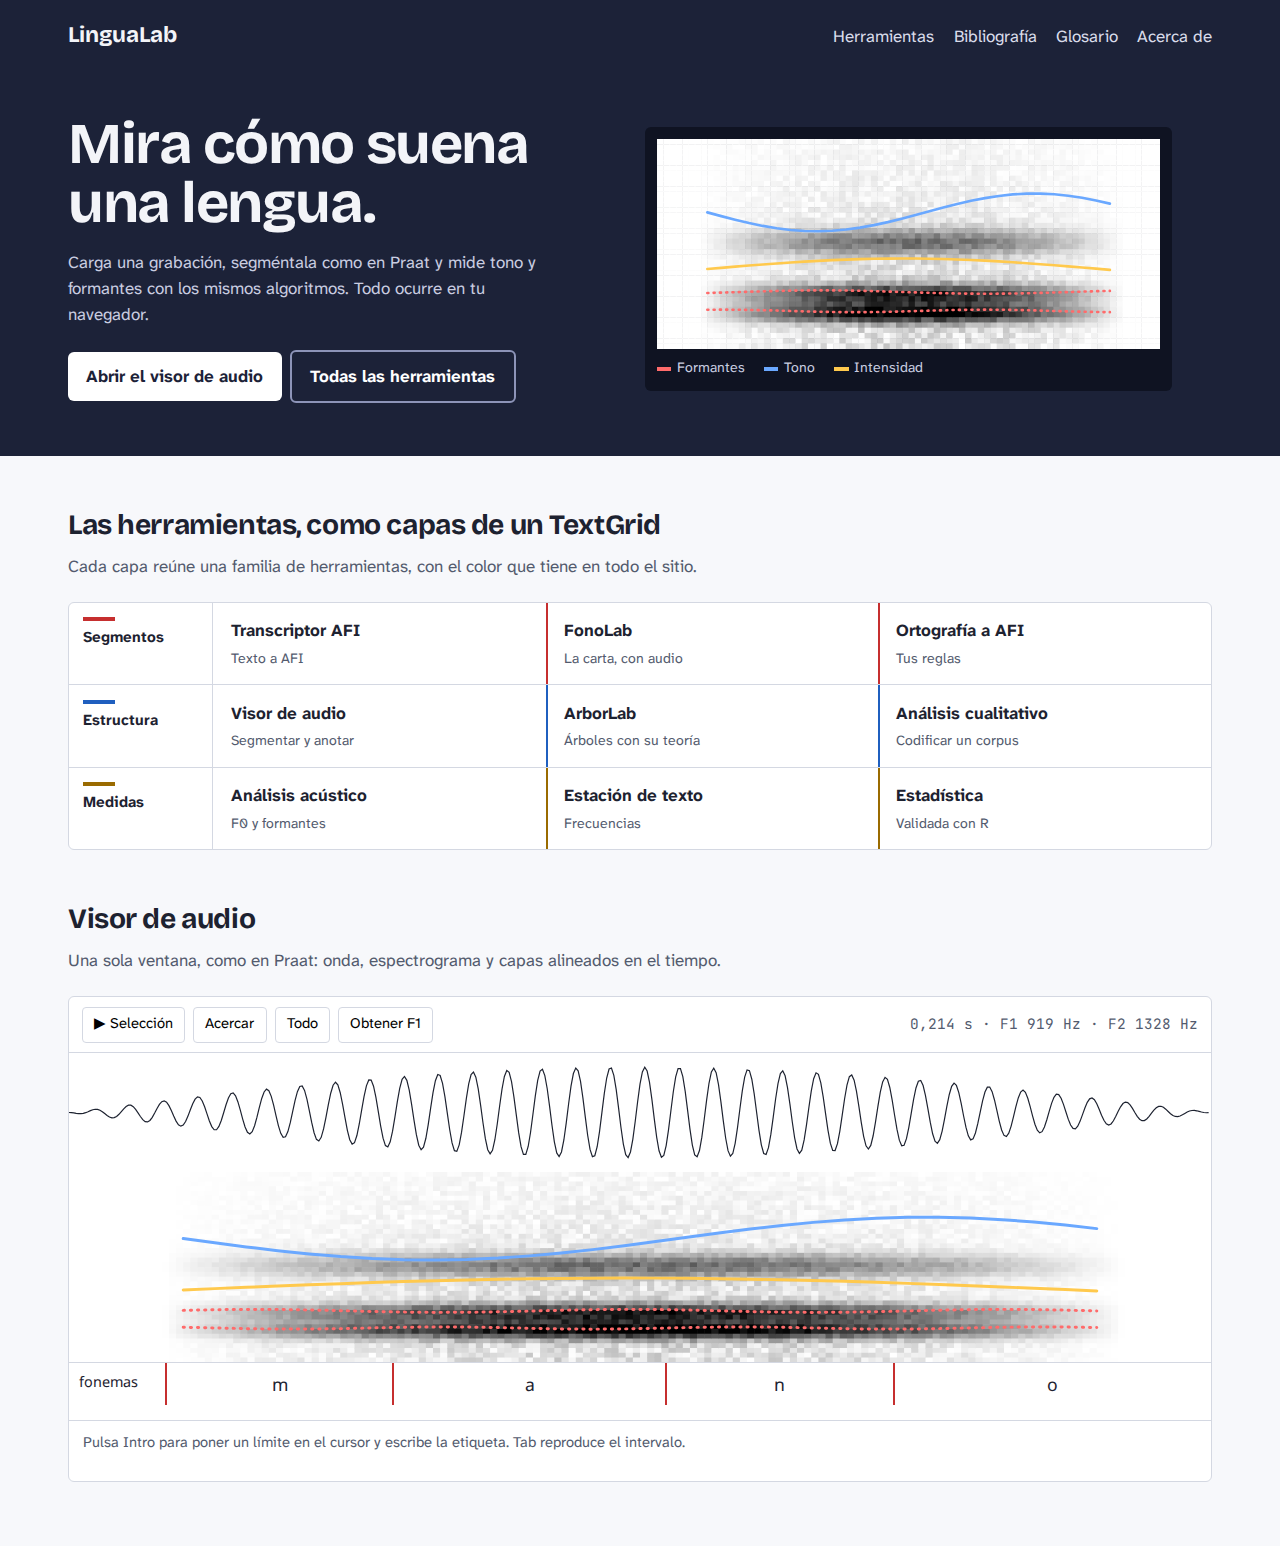 LinguaLab
Herramientas Bibliografía Glosario Acerca de
Mira cómo suena
una lengua.
Carga una grabación, segméntala como en Praat y mide tono y
formantes con los mismos algoritmos. Todo ocurre en tu
navegador.
Abrir el visor de audio Todas las herramientas
Formantes Tono Intensidad
Las herramientas, como capas de un TextGrid
Cada capa reúne una familia de herramientas, con el color que tiene en todo el sitio.
Segmentos
Transcriptor AFI
Texto a AFI
FonoLab
La carta, con audio
Ortografía a AFI
Tus reglas
Estructura
Visor de audio
Segmentar y anotar
ArborLab
Árboles con su teoría
Análisis cualitativo
Codificar un corpus
Medidas
Análisis acústico
F0 y formantes
Estación de texto
Frecuencias
Estadística
Validada con R
Visor de audio
Una sola ventana, como en Praat: onda, espectrograma y capas alineados en el tiempo.
▶ Selección Acercar Todo Obtener F1 0,214 s · F1 919 Hz · F2 1328 Hz
fonemas m a n o
Pulsa Intro para poner un límite en el cursor y escribe la etiqueta. Tab reproduce el intervalo.